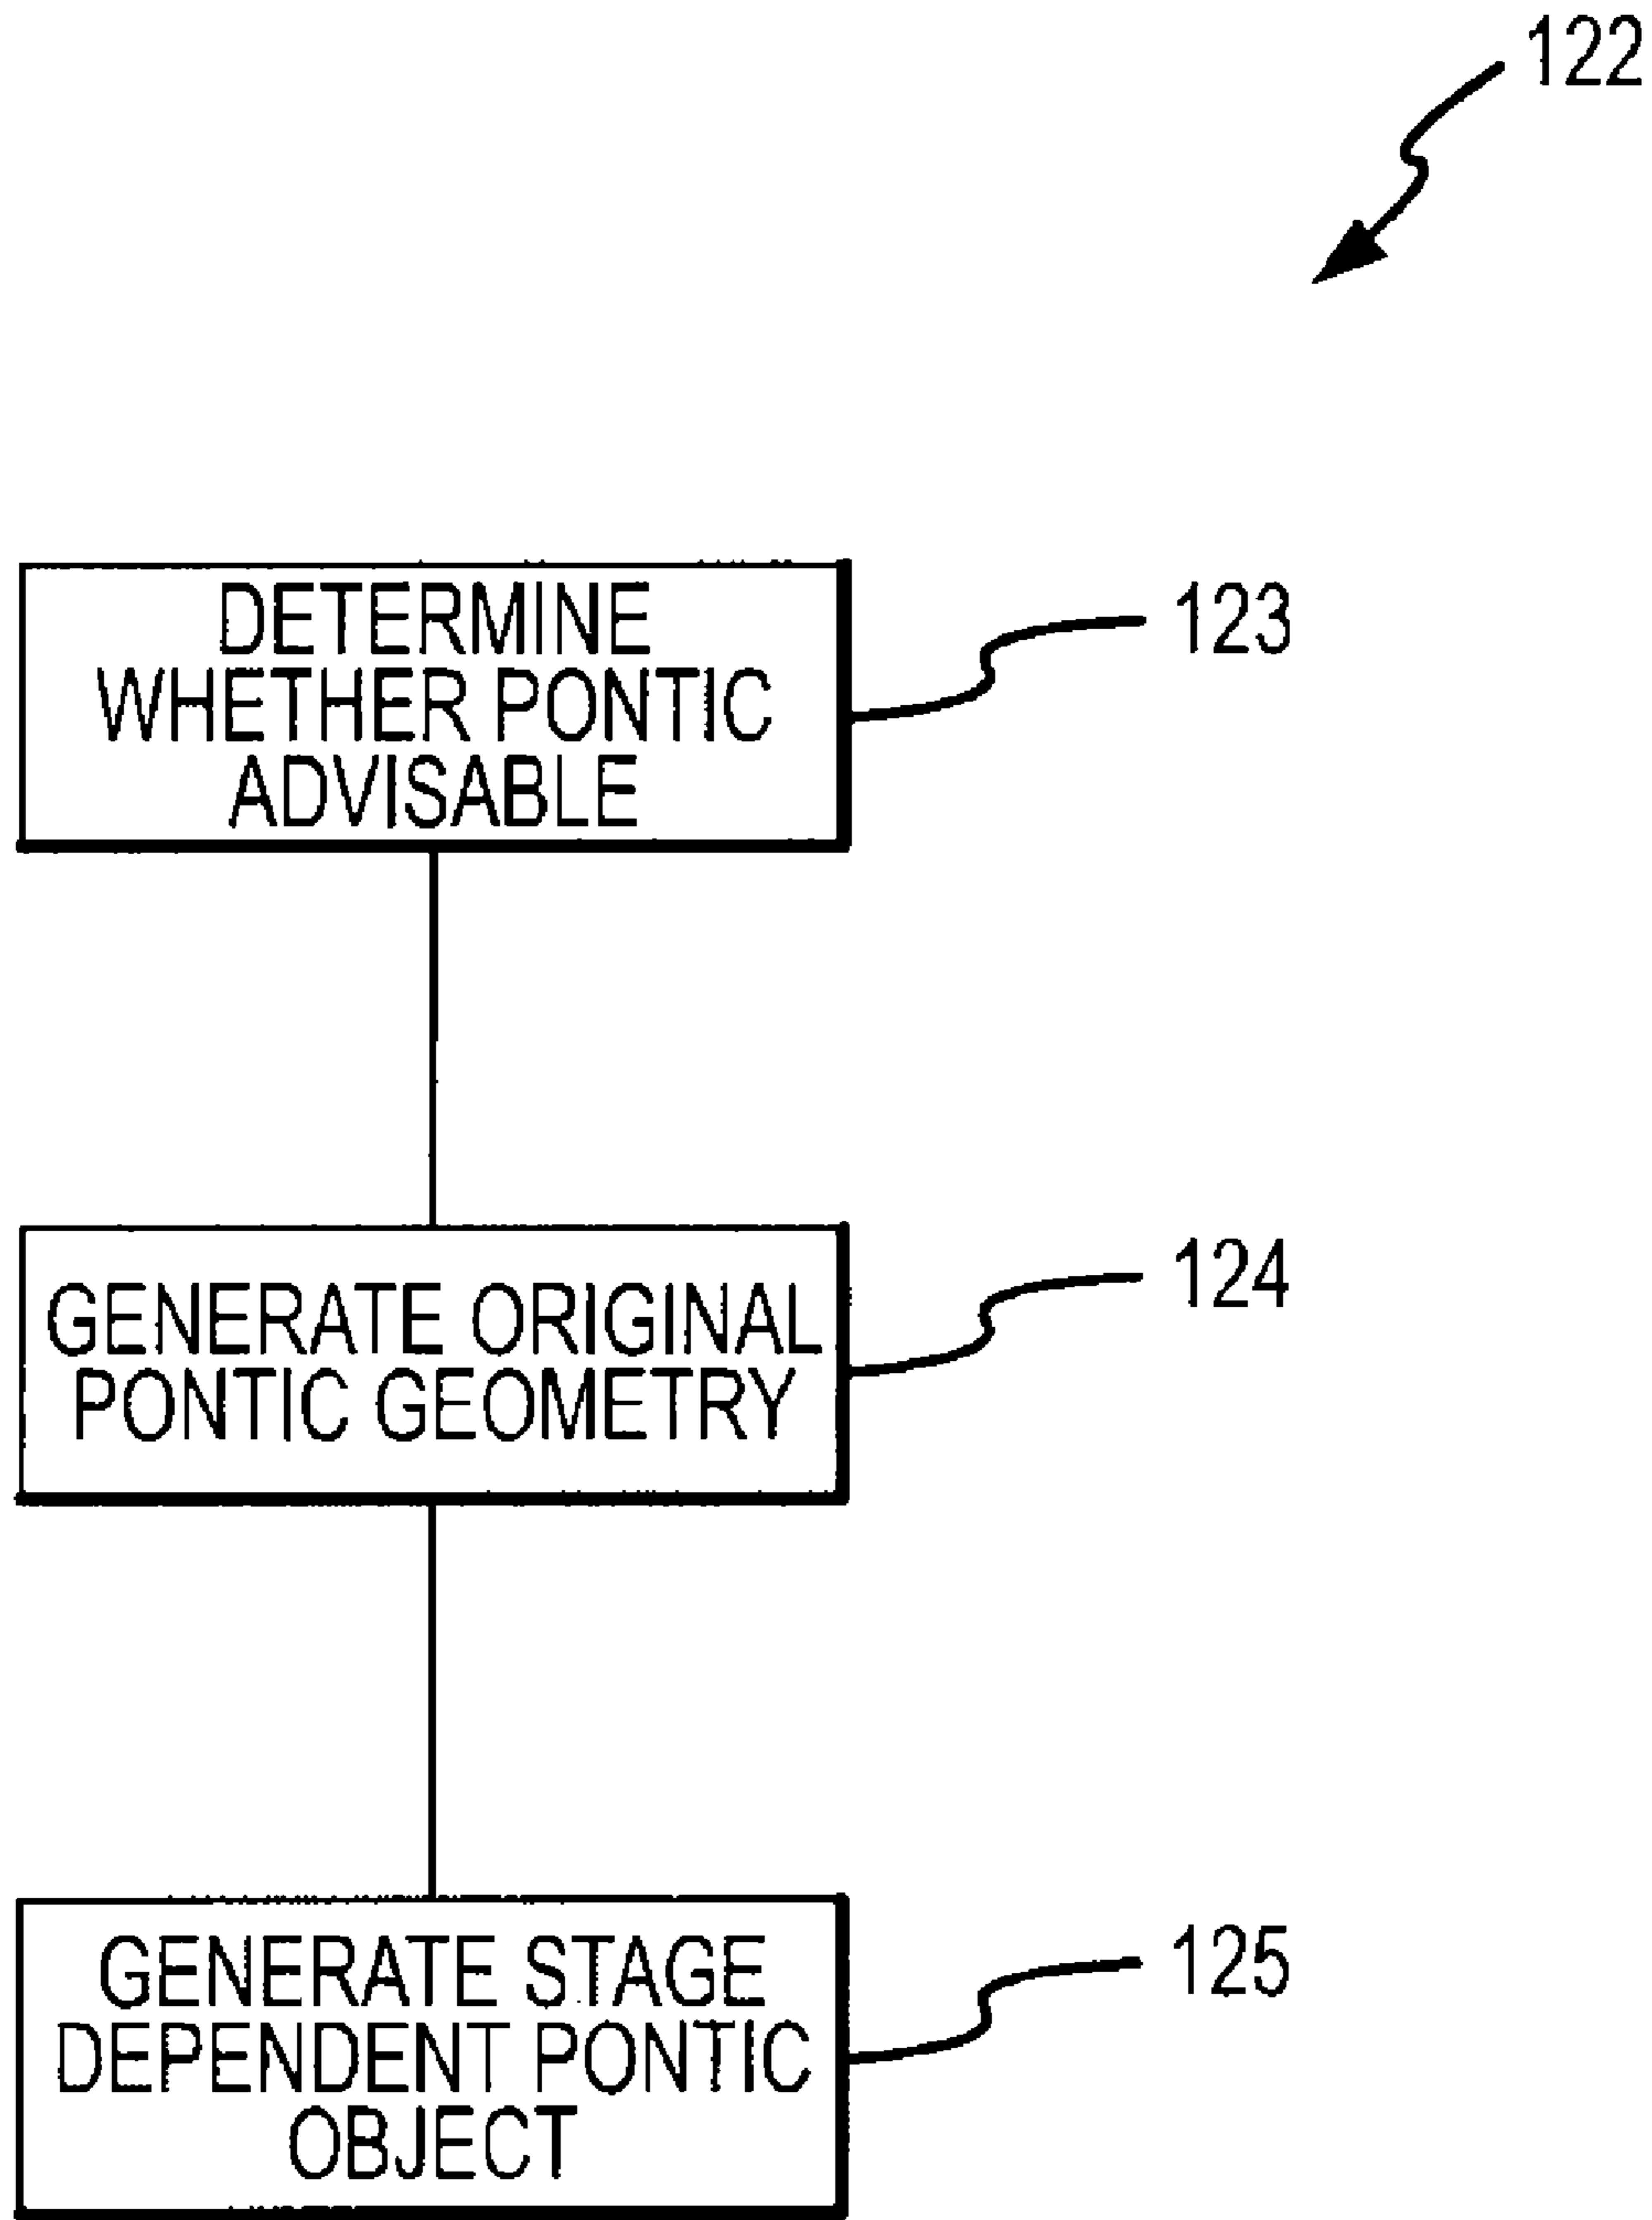 122
DETERMINE
WHETHER PONTIC
ADVISABLE
123
GENERATE ORIGINAL
PONTIC GEOMETRY
124
GENERATE STAGE
DEPENDENT PONTIC
OBJECT
125